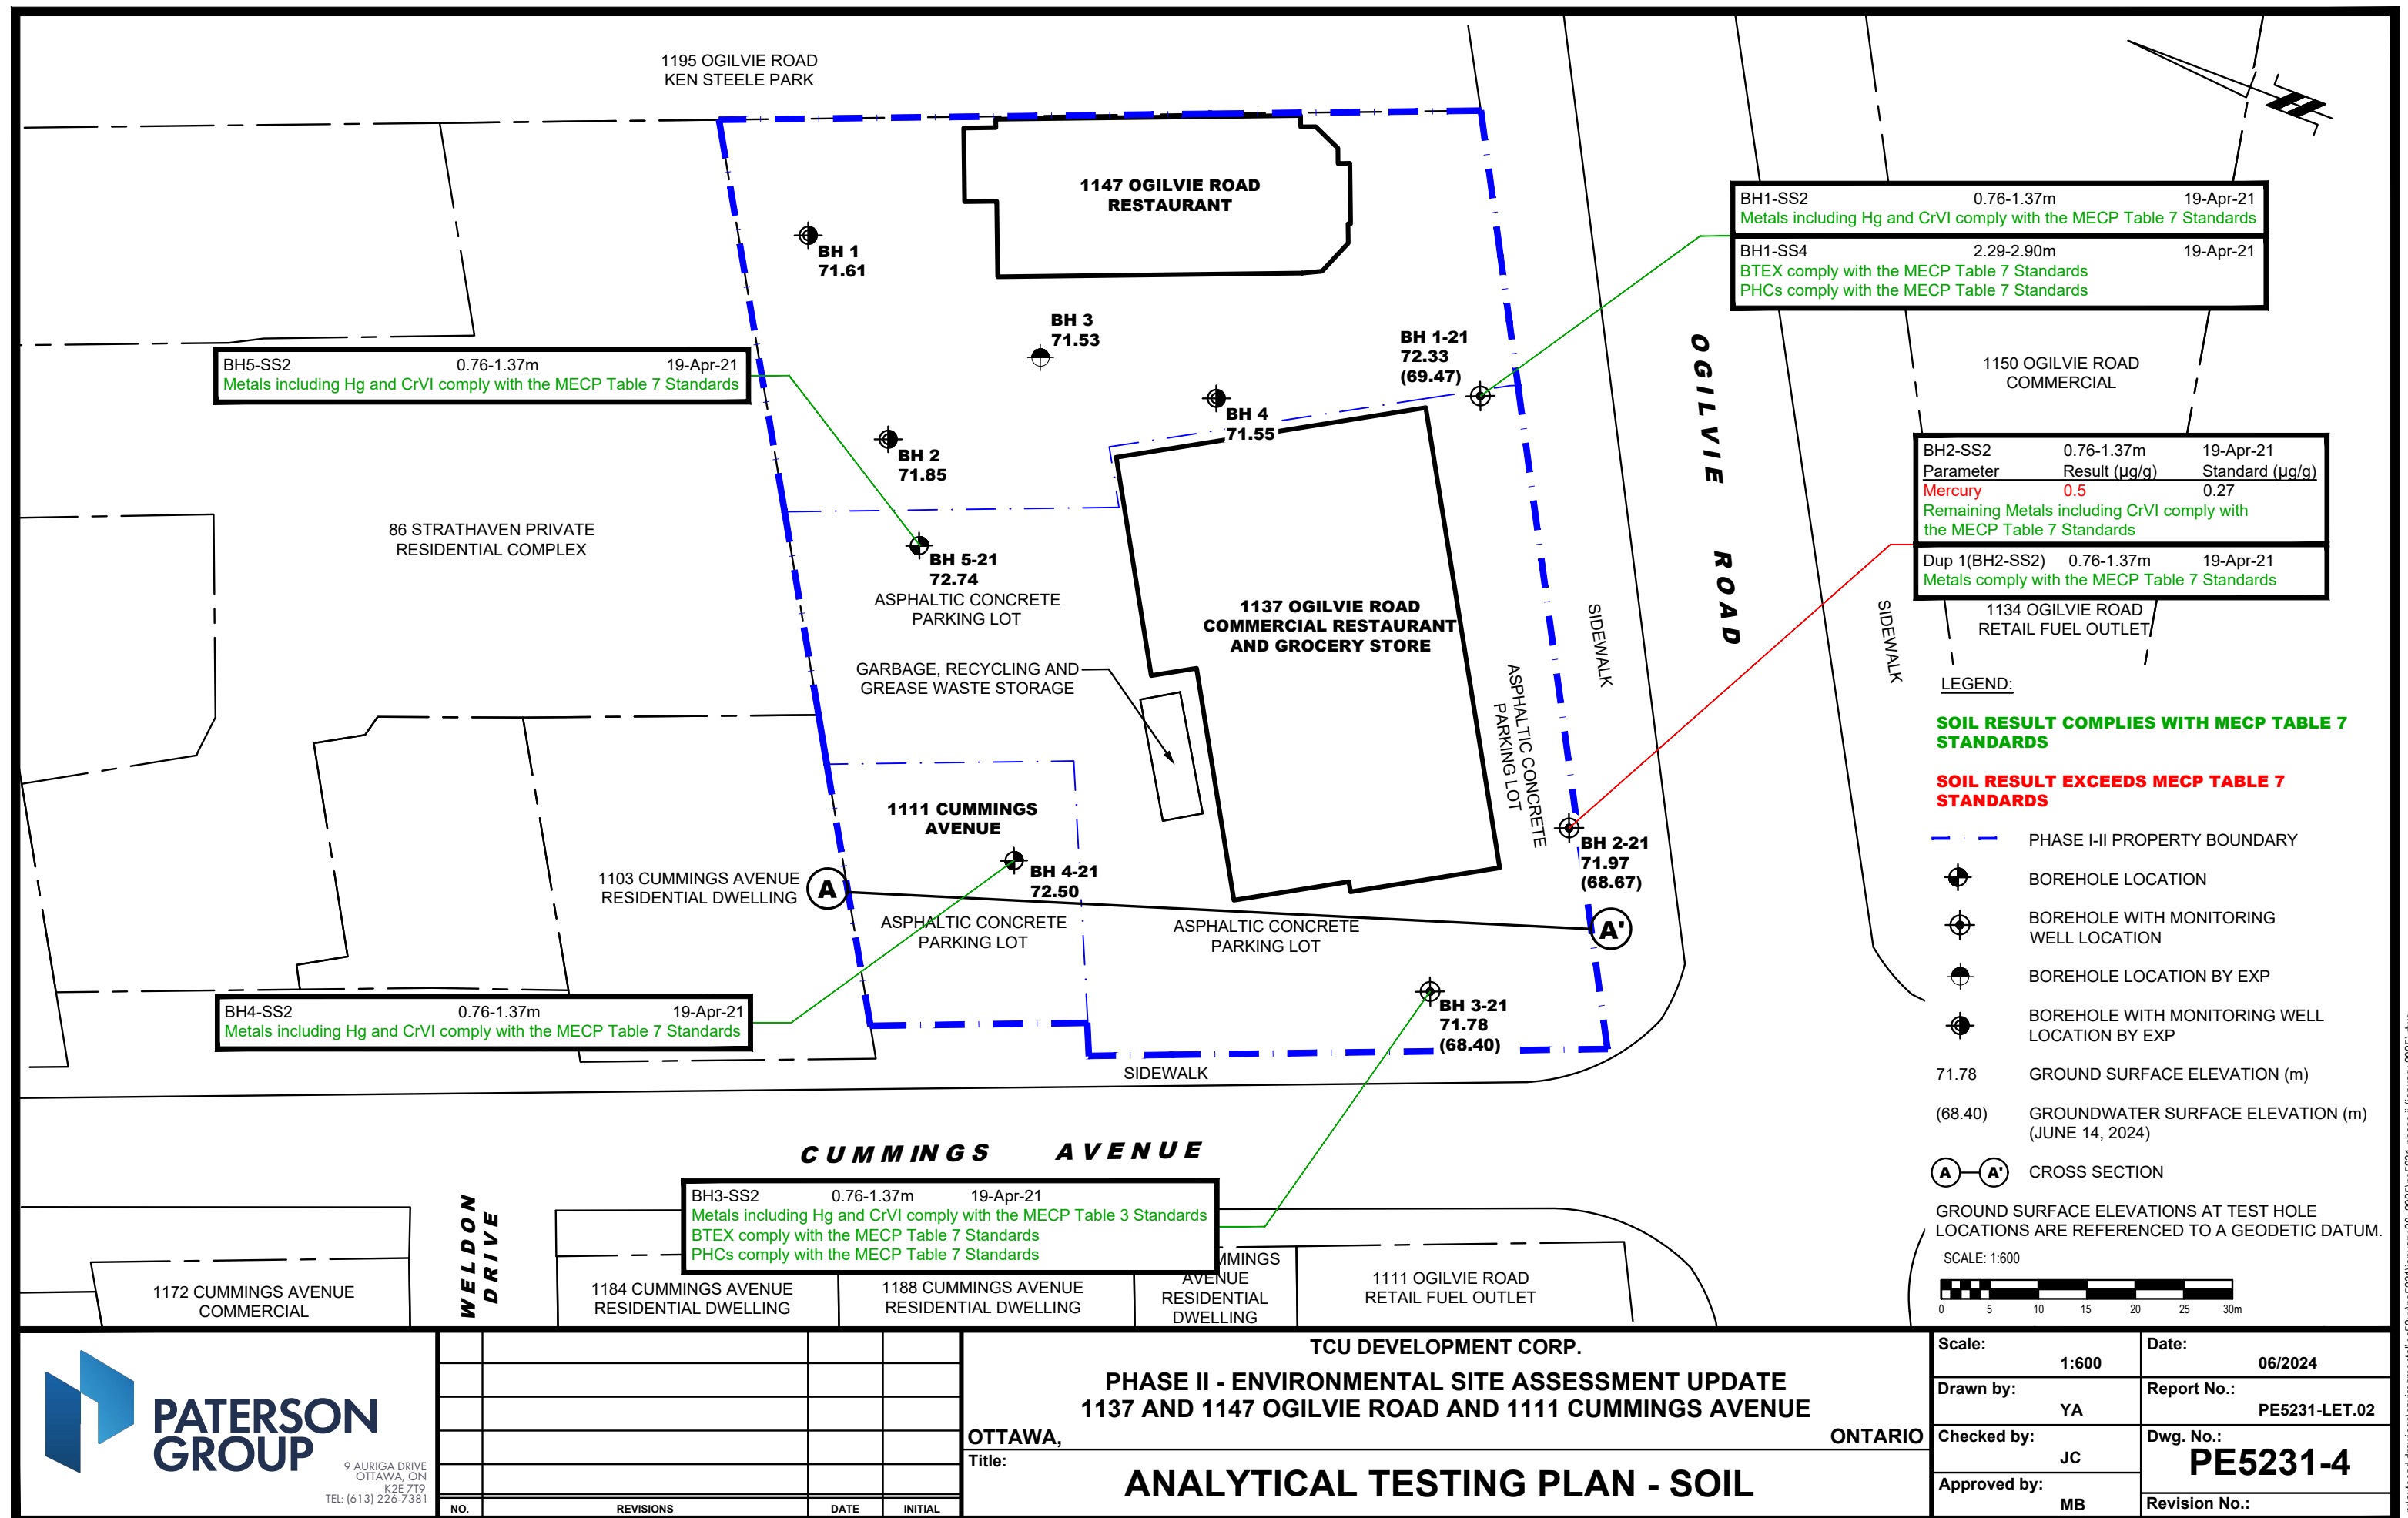 1195 OGILVIE ROAD
KEN STEELE PARK
1147 OGILVIE ROAD
RESTAURANT
BH 1
71.61
BH 3
71.53
BH 1-21
72.33
(69.47)
BH 4
71.55
BH 2
71.85
BH1-SS2 0.76-1.37m 19-Apr-21
Metals including Hg and CrVI comply with the MECP Table 7 Standards
BH1-SS4 2.29-2.90m 19-Apr-21
BTEX comply with the MECP Table 7 Standards
PHCs comply with the MECP Table 7 Standards
BH5-SS2 0.76-1.37m 19-Apr-21
Metals including Hg and CrVI comply with the MECP Table 7 Standards
OGILVIE ROAD
1150 OGILVIE ROAD
COMMERCIAL
BH2-SS2 0.76-1.37m 19-Apr-21
Parameter Result (µg/g) Standard (µg/g)
Mercury 0.5 0.27
Remaining Metals including CrVI comply with
the MECP Table 7 Standards
Dup 1(BH2-SS2) 0.76-1.37m 19-Apr-21
Metals comply with the MECP Table 7 Standards
1134 OGILVIE ROAD
RETAIL FUEL OUTLET
86 STRATHAVEN PRIVATE
RESIDENTIAL COMPLEX
BH 5-21
72.74
ASPHALTIC CONCRETE
PARKING LOT
1137 OGILVIE ROAD
COMMERCIAL RESTAURANT
AND GROCERY STORE
SIDEWALK
SIDEWALK
GARBAGE, RECYCLING AND
GREASE WASTE STORAGE
ASPHALTIC CONCRETE
PARKING LOT
1111 CUMMINGS
AVENUE
BH 4-21
72.50
BH 2-21
71.97
(68.67)
1103 CUMMINGS AVENUE
RESIDENTIAL DWELLING
A
A'
ASPHALTIC CONCRETE
PARKING LOT
ASPHALTIC CONCRETE
PARKING LOT
BH 3-21
71.78
(68.40)
BH4-SS2 0.76-1.37m 19-Apr-21
Metals including Hg and CrVI comply with the MECP Table 7 Standards
SIDEWALK
CUMMINGS AVENUE
BH3-SS2 0.76-1.37m 19-Apr-21
Metals including Hg and CrVI comply with the MECP Table 3 Standards
BTEX comply with the MECP Table 7 Standards
PHCs comply with the MECP Table 7 Standards
WELDON
DRIVE
1172 CUMMINGS AVENUE
COMMERCIAL
1184 CUMMINGS AVENUE
RESIDENTIAL DWELLING
1188 CUMMINGS AVENUE
RESIDENTIAL DWELLING
MMINGS
AVENUE
RESIDENTIAL
DWELLING
1111 OGILVIE ROAD
RETAIL FUEL OUTLET
LEGEND:
SOIL RESULT COMPLIES WITH MECP TABLE 7
STANDARDS
SOIL RESULT EXCEEDS MECP TABLE 7
STANDARDS
PHASE I-II PROPERTY BOUNDARY
BOREHOLE LOCATION
BOREHOLE WITH MONITORING
WELL LOCATION
BOREHOLE LOCATION BY EXP
BOREHOLE WITH MONITORING WELL
LOCATION BY EXP
71.78 GROUND SURFACE ELEVATION (m)
(68.40) GROUNDWATER SURFACE ELEVATION (m)
(JUNE 14, 2024)
A A' CROSS SECTION
GROUND SURFACE ELEVATIONS AT TEST HOLE
LOCATIONS ARE REFERENCED TO A GEODETIC DATUM.
SCALE: 1:600
0 5 10 15 20 25 30m
PATERSON
GROUP
9 AURIGA DRIVE
OTTAWA, ON
K2E 7T9
TEL: (613) 226-7381
NO. REVISIONS DATE INITIAL
TCU DEVELOPMENT CORP.
PHASE II - ENVIRONMENTAL SITE ASSESSMENT UPDATE
1137 AND 1147 OGILVIE ROAD AND 1111 CUMMINGS AVENUE
OTTAWA, ONTARIO
Title:
ANALYTICAL TESTING PLAN - SOIL
Scale:
1:600
Drawn by:
YA
Checked by:
JC
Approved by:
MB
Date:
06/2024
Report No.:
PE5231-LET.02
Dwg. No.:
PE5231-4
Revision No.: